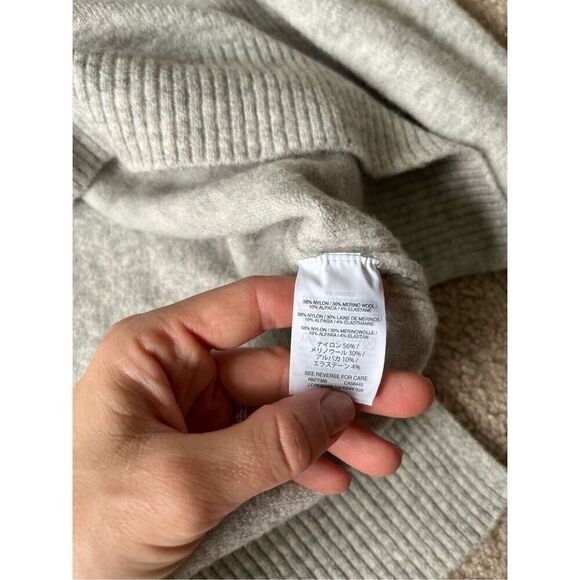 56% NYLON / 30% MERINO WOOL /
10% ALPACA / 4% ELASTANE
56% NYLON / 30% LAINE DE MERINOS /
10% ALPAGA / 4% ELASTHANNE
56% NYLON / 30% MERINOWOLLE /
10% ALPAKA / 4% ELASTAN
ナイロン 56% /
メリノウール 30% /
アルパカ 10% /
エラステーン 4%
SEE REVERSE FOR CARE
RN77388